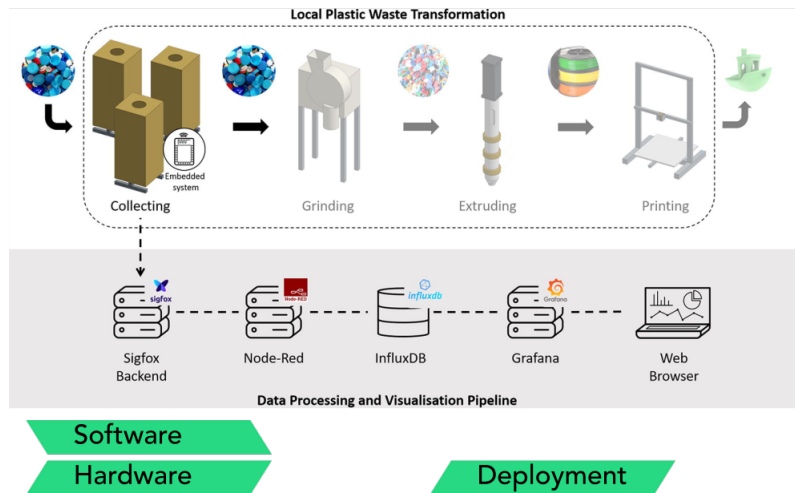 Local Plastic Waste Transformation
Embedded
system
Collecting
Grinding
Extruding
Printing
sigfox
Node-RED
influxdb
Grafana
Sigfox
Backend
Node-Red
InfluxDB
Grafana
Web
Browser
Data Processing and Visualisation Pipeline
Software
Hardware
Deployment